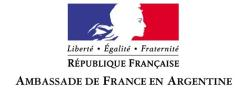 Liberté • Égalité • Fraternité
RÉPUBLIQUE FRANÇAISE
AMBASSADE DE FRANCE EN ARGENTINE